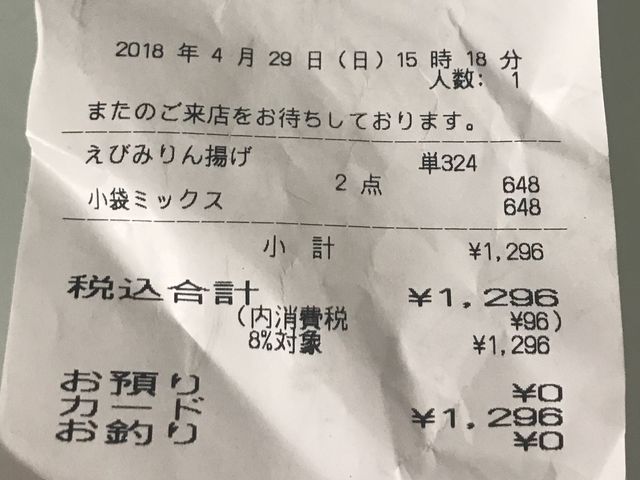 2018 年 4 月 29 日（日）15 時 18 分
人数: 1
またのご来店をお待ちしております。
えびみりん揚げ 単324
2 点 648
小袋ミックス 648
小 計 ¥1,296
税込合計 ¥1,296
(内消費税 ¥96)
8%対象 ¥1,296
お預り ¥0
カード ¥1,296
お釣り ¥0